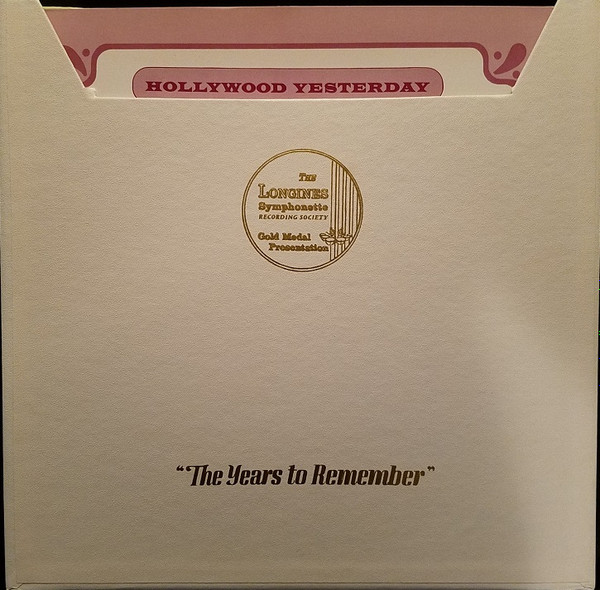 HOLLYWOOD YESTERDAY
THE
LONGINES
Symphonette
RECORDING SOCIETY
Gold Medal
Presentation
"The Years to Remember"